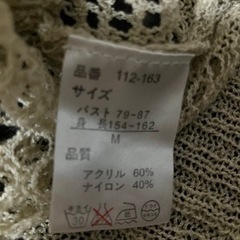 品番 112-163
サイズ
バスト 79-87
身長 154-162
M
品質
アクリル 60%
ナイロン 40%
30